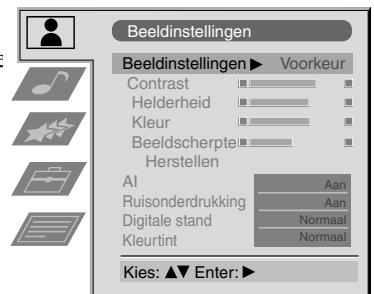 Beeldinstellingen
Beeldinstellingen ▶ Voorkeur
Contrast
Helderheid
Kleur
Beeldscherpte
Herstellen
AI Aan
Ruisonderdrukking Aan
Digitale stand Normaal
Kleurtint Normaal
Kies: ▲▼ Enter: ▶